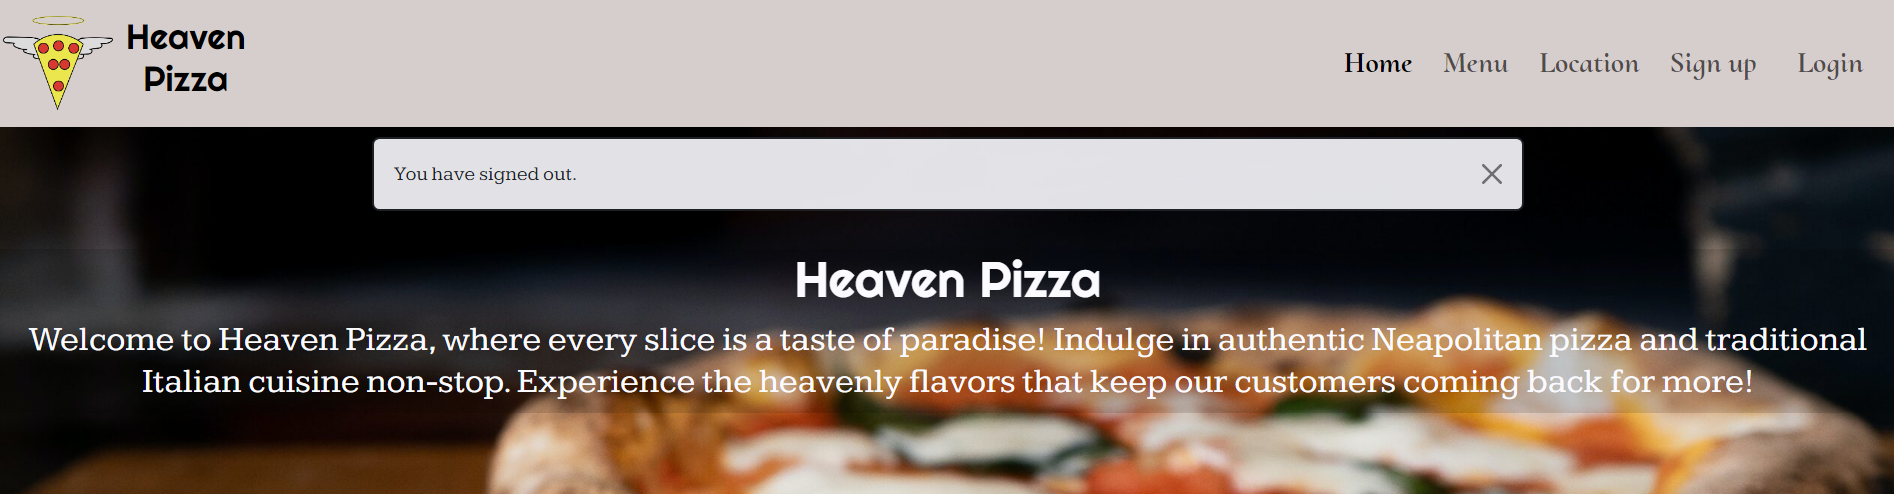 Heaven
Pizza
Home Menu Location Sign up Login
You have signed out.
Heaven Pizza
Welcome to Heaven Pizza, where every slice is a taste of paradise! Indulge in authentic Neapolitan pizza and traditional
Italian cuisine non-stop. Experience the heavenly flavors that keep our customers coming back for more!